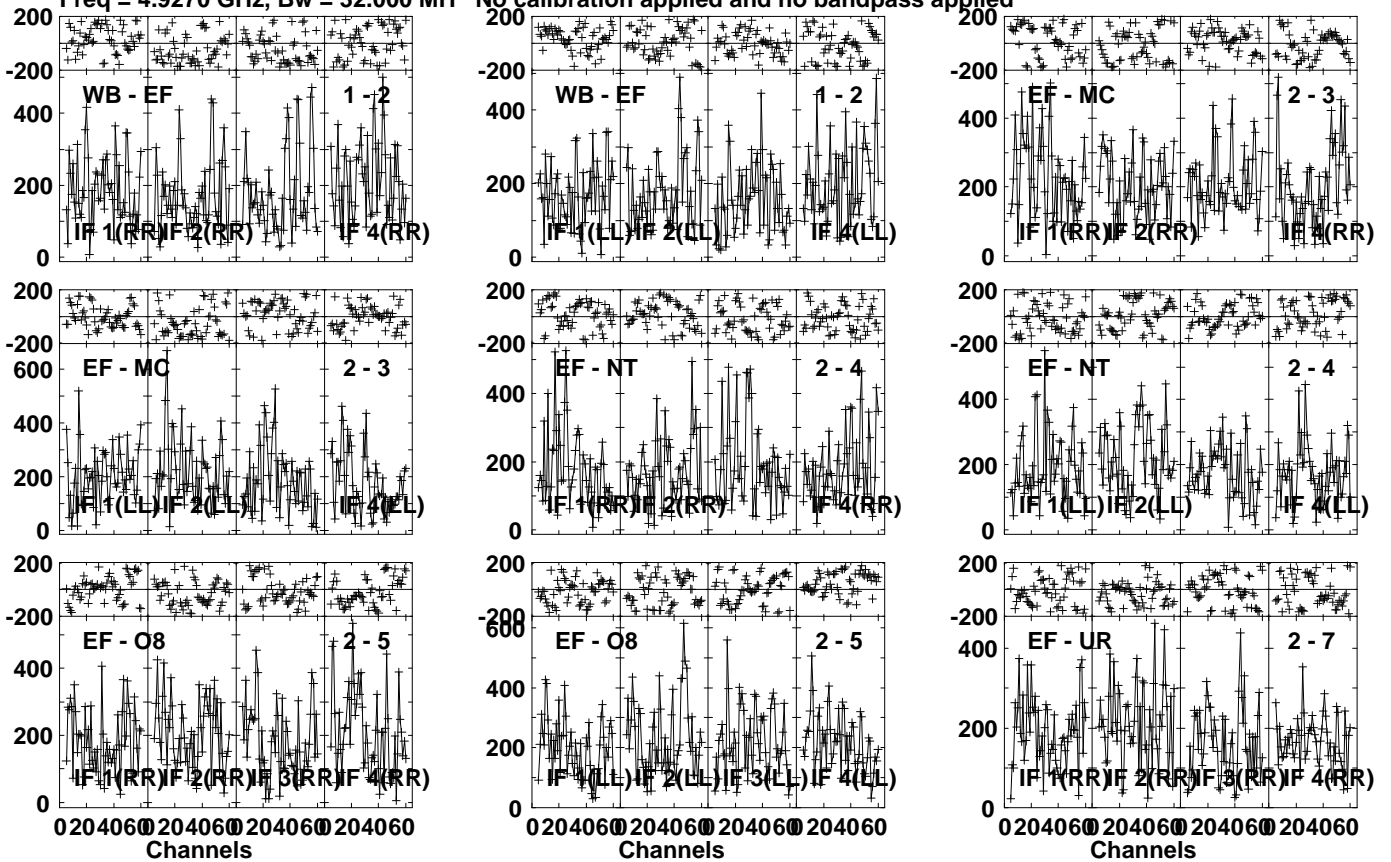 Freq = 4.9270 GHz, Bw = 32.000 MH No calibration applied and no bandpass applied
200
-200
WB - EF 1 - 2
400
200
0
IF 1(RR) IF 2(RR) IF 4(RR)
200
-200
WB - EF 1 - 2
400
200
0
IF 1(LL) IF 2(LL) IF 4(LL)
200
-200
EF - MC 2 - 3
400
200
0
IF 1(RR) IF 2(RR) IF 4(RR)
200
-200
EF - MC 2 - 3
600
400
200
0
IF 1(LL) IF 2(LL) IF 4(LL)
200
-200
EF - NT 2 - 4
400
200
0
IF 1(RR) IF 2(RR) IF 4(RR)
200
-200
EF - NT 2 - 4
400
200
0
IF 1(LL) IF 2(LL) IF 4(LL)
200
-200
EF - O8 2 - 5
400
200
0
IF 1(RR) IF 2(RR) IF 3(RR) IF 4(RR)
0 20 40 60 0 20 40 60 0 20 40 60 0 20 40 60
Channels
200
-200
600
EF - O8 2 - 5
400
200
0
IF 1(LL) IF 2(LL) IF 3(LL) IF 4(LL)
0 20 40 60 0 20 40 60 0 20 40 60 0 20 40 60
Channels
200
-200
EF - UR 2 - 7
400
200
0
IF 1(RR) IF 2(RR) IF 3(RR) IF 4(RR)
0 20 40 60 0 20 40 60 0 20 40 60 0 20 40 60
Channels